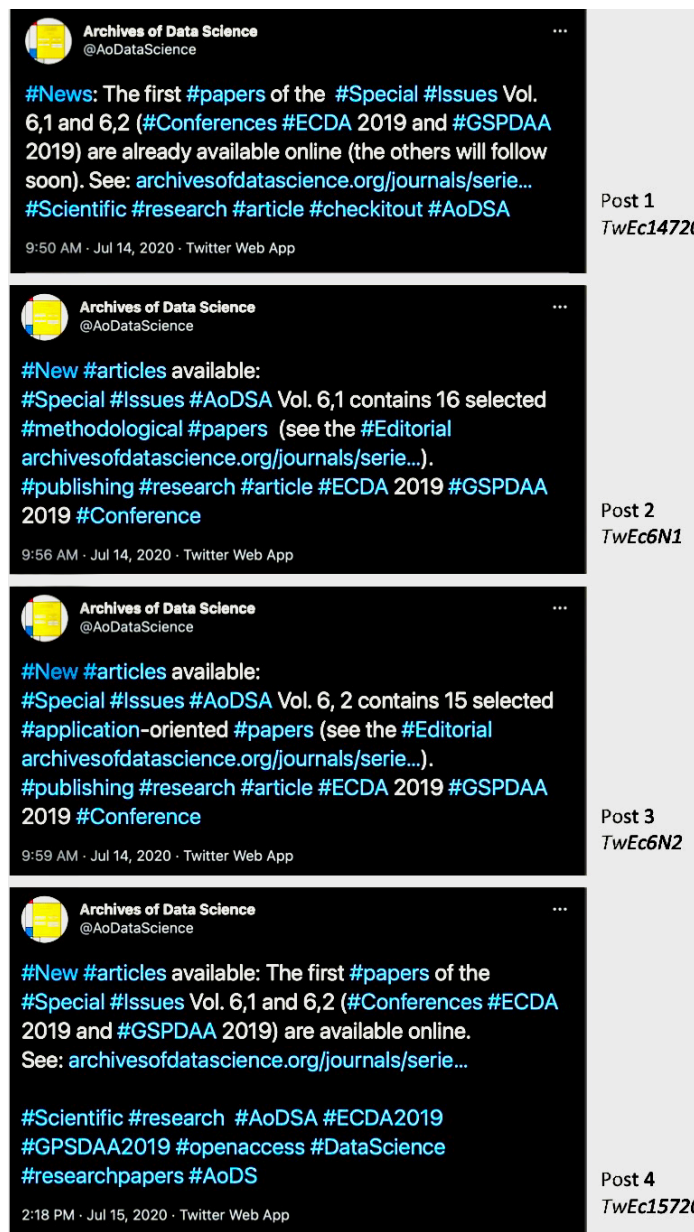 Archives of Data Science
@AoDataScience
#News: The first #papers of the #Special #Issues Vol.
6,1 and 6,2 (#Conferences #ECDA 2019 and #GSPDAA
2019) are already available online (the others will follow
soon). See: archivesofdatascience.org/journals/serie...
#Scientific #research #article #checkitout #AoDSA
9:50 AM · Jul 14, 2020 · Twitter Web App
Post 1
TwEc14720
Archives of Data Science
@AoDataScience
#New #articles available:
#Special #Issues #AoDSA Vol. 6,1 contains 16 selected
#methodological #papers (see the #Editorial
archivesofdatascience.org/journals/serie...).
#publishing #research #article #ECDA 2019 #GSPDAA
2019 #Conference
9:56 AM · Jul 14, 2020 · Twitter Web App
Post 2
TwEc6N1
Archives of Data Science
@AoDataScience
#New #articles available:
#Special #Issues #AoDSA Vol. 6, 2 contains 15 selected
#application-oriented #papers (see the #Editorial
archivesofdatascience.org/journals/serie...).
#publishing #research #article #ECDA 2019 #GSPDAA
2019 #Conference
9:59 AM · Jul 14, 2020 · Twitter Web App
Post 3
TwEc6N2
Archives of Data Science
@AoDataScience
#New #articles available: The first #papers of the
#Special #Issues Vol. 6,1 and 6,2 (#Conferences #ECDA
2019 and #GSPDAA 2019) are available online.
See: archivesofdatascience.org/journals/serie...
#Scientific #research #AoDSA #ECDA2019
#GPSDAA2019 #openaccess #DataScience
#researchpapers #AoDS
2:18 PM · Jul 15, 2020 · Twitter Web App
Post 4
TwEc15720